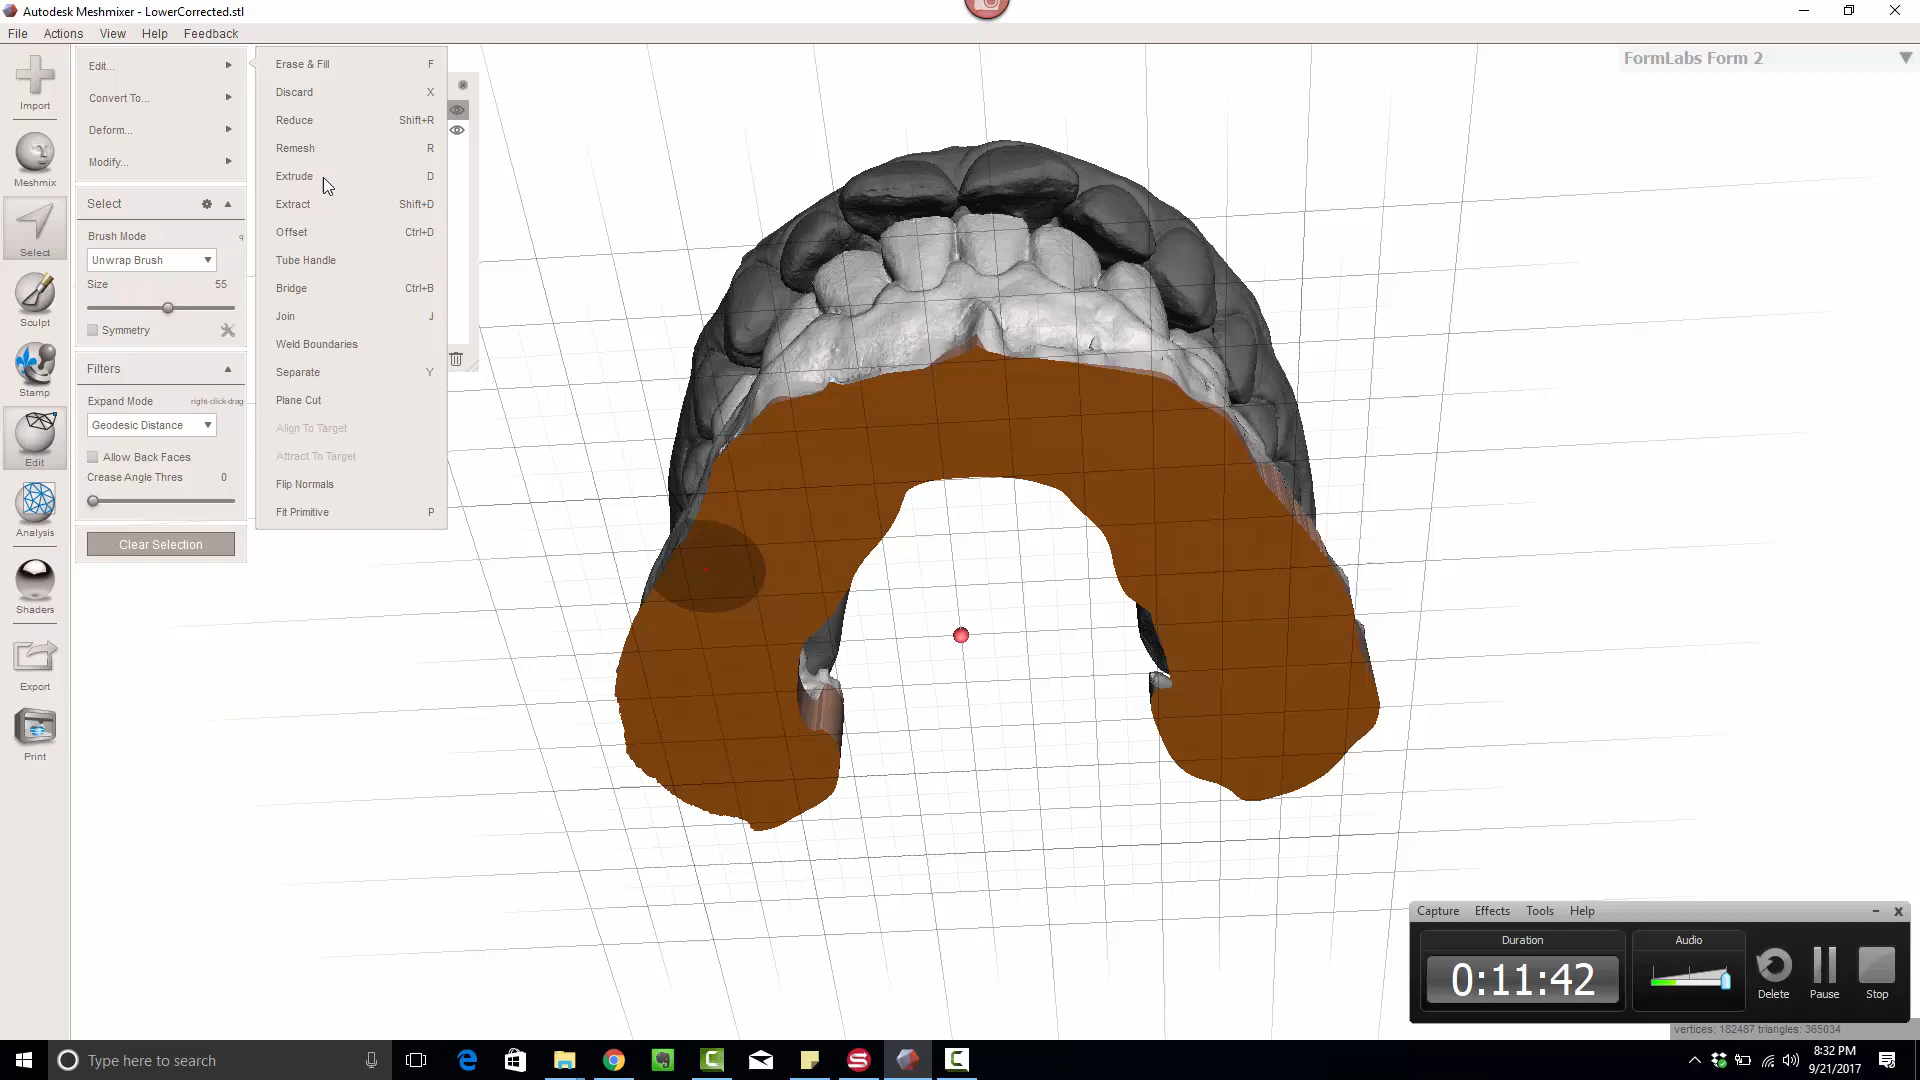 Autodesk Meshmixer - LowerCorrected.stl
File Actions View Help Feedback
Import
Meshmix
Select
Sculpt
Stamp
Edit
Analysis
Shaders
Export
Print
Edit...
Convert To...
Deform...
Modify...
Select
Brush Mode
Unwrap Brush
Size 55
Symmetry
Filters
Expand Mode right-click-drag
Geodesic Distance
Allow Back Faces
Crease Angle Thres 0
Clear Selection
Erase & Fill F
Discard X
Reduce Shift+R
Remesh R
Extrude D
Extract Shift+D
Offset Ctrl+D
Tube Handle
Bridge Ctrl+B
Join J
Weld Boundaries
Separate Y
Plane Cut
Align To Target
Attract To Target
Flip Normals
Fit Primitive P
FormLabs Form 2
Capture Effects Tools Help
Duration
0:11:42
Audio
Delete
Pause
Stop
vertices: 182487 triangles: 365034
Type here to search
8:32 PM
9/21/2017